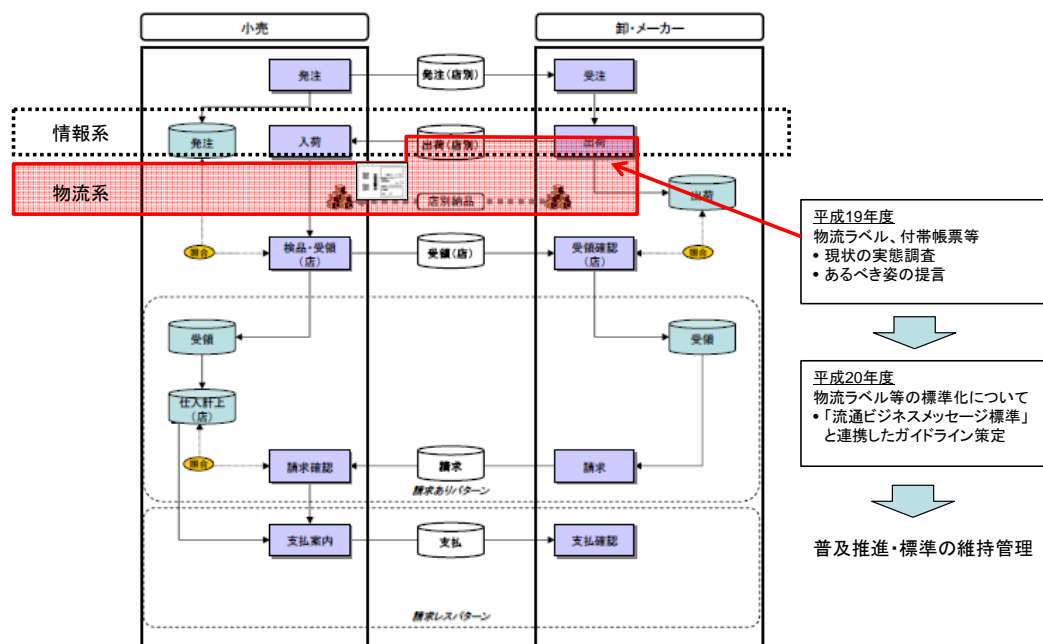 小売
卸・メーカー
発注
発注(店別)
受注
情報系
発注
入荷
出荷(店別)
出荷
物流系
店別納品
出荷
照合
検品・受領
(店)
受領(店)
受領確認
(店)
照合
平成19年度
物流ラベル、付帯帳票等
• 現状の実態調査
• あるべき姿の提言
受領
受領
仕入計上
(店)
平成20年度
物流ラベル等の標準化について
• 「流通ビジネスメッセージ標準」
と連携したガイドライン策定
照合
請求確認
請求
請求
請求ありパターン
支払案内
支払
支払確認
普及推進・標準の維持管理
請求レスパターン